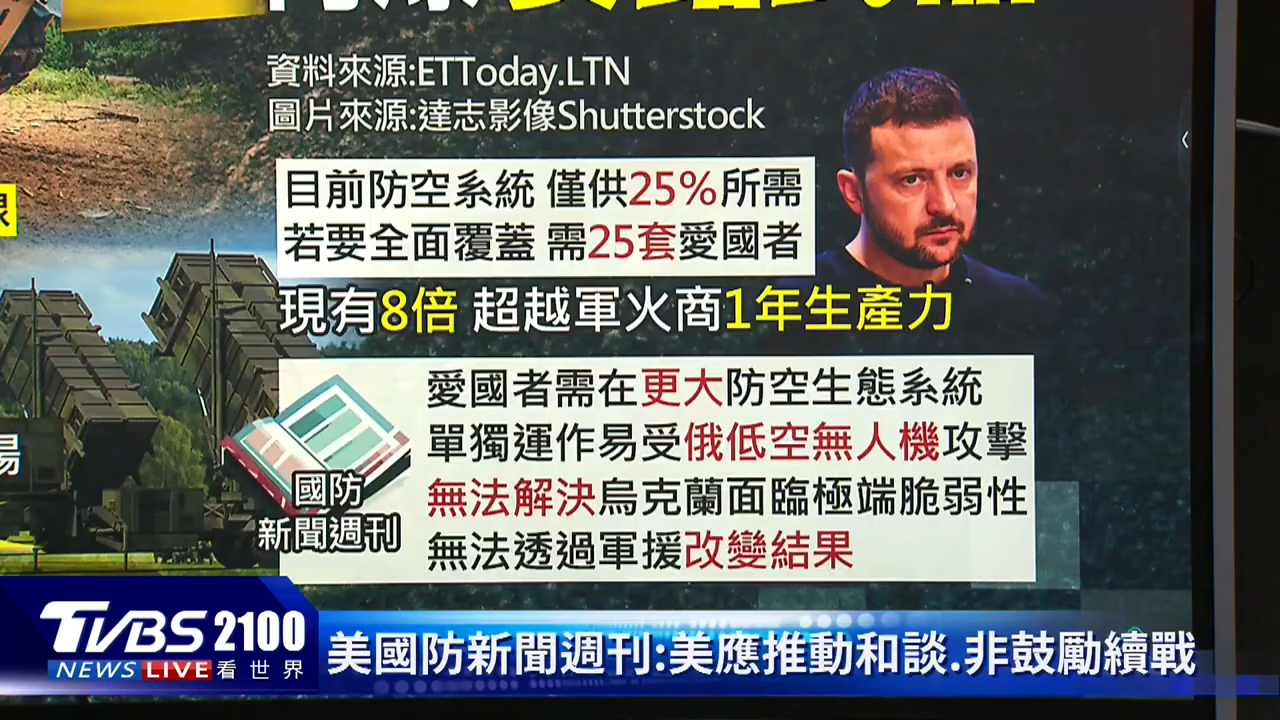 資料來源:ETToday.LTN
圖片來源:達志影像Shutterstock
目前防空系統 僅供25%所需
若要全面覆蓋 需25套愛國者
現有8倍 超越軍火商1年生產力
愛國者需在更大防空生態系統
單獨運作易受俄低空無人機攻擊
無法解決烏克蘭面臨極端脆弱性
無法透過軍援改變結果
國防
新聞週刊
TVBS 2100
NEWS LIVE 看世界
美國防新聞週刊:美應推動和談.非鼓勵續戰